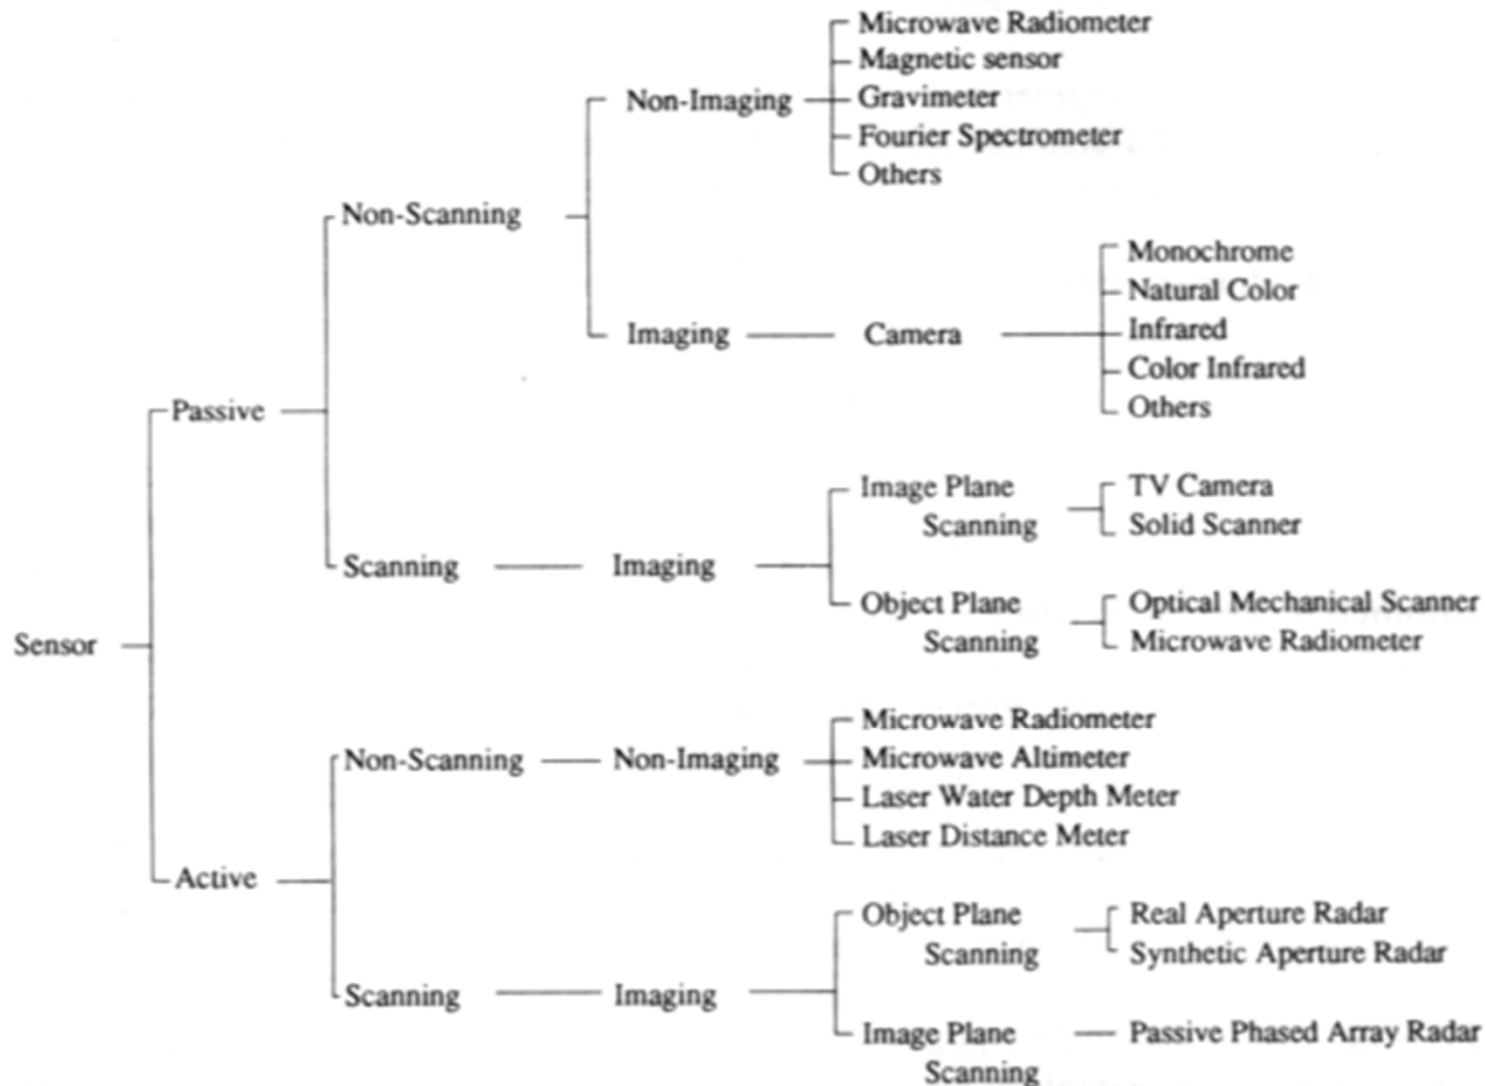 Microwave Radiometer
Magnetic sensor
Non-Imaging
Gravimeter
Fourier Spectrometer
Others
Non-Scanning
Monochrome
Natural Color
Imaging
Camera
Infrared
Color Infrared
Others
Passive
Image Plane
Scanning
TV Camera
Solid Scanner
Scanning
Imaging
Object Plane
Scanning
Optical Mechanical Scanner
Microwave Radiometer
Sensor
Microwave Radiometer
Non-Scanning
Non-Imaging
Microwave Altimeter
Laser Water Depth Meter
Laser Distance Meter
Active
Object Plane
Scanning
Real Aperture Radar
Synthetic Aperture Radar
Scanning
Imaging
Image Plane
Scanning
Passive Phased Array Radar